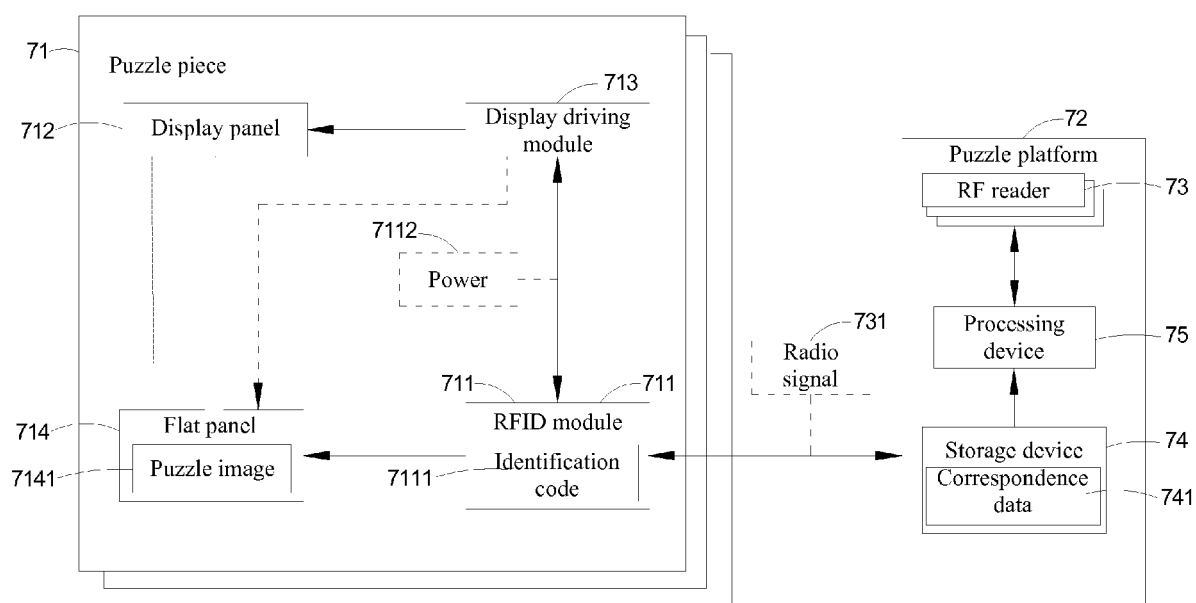 71
Puzzle piece
713
712
Display panel
Display driving
module
7112
Power
711
711
714
Flat panel
7141
Puzzle image
RFID module
7111
Identification
code
731
Radio
signal
72
Puzzle platform
RF reader
73
Processing
device
75
Storage device
74
Correspondence
data
741